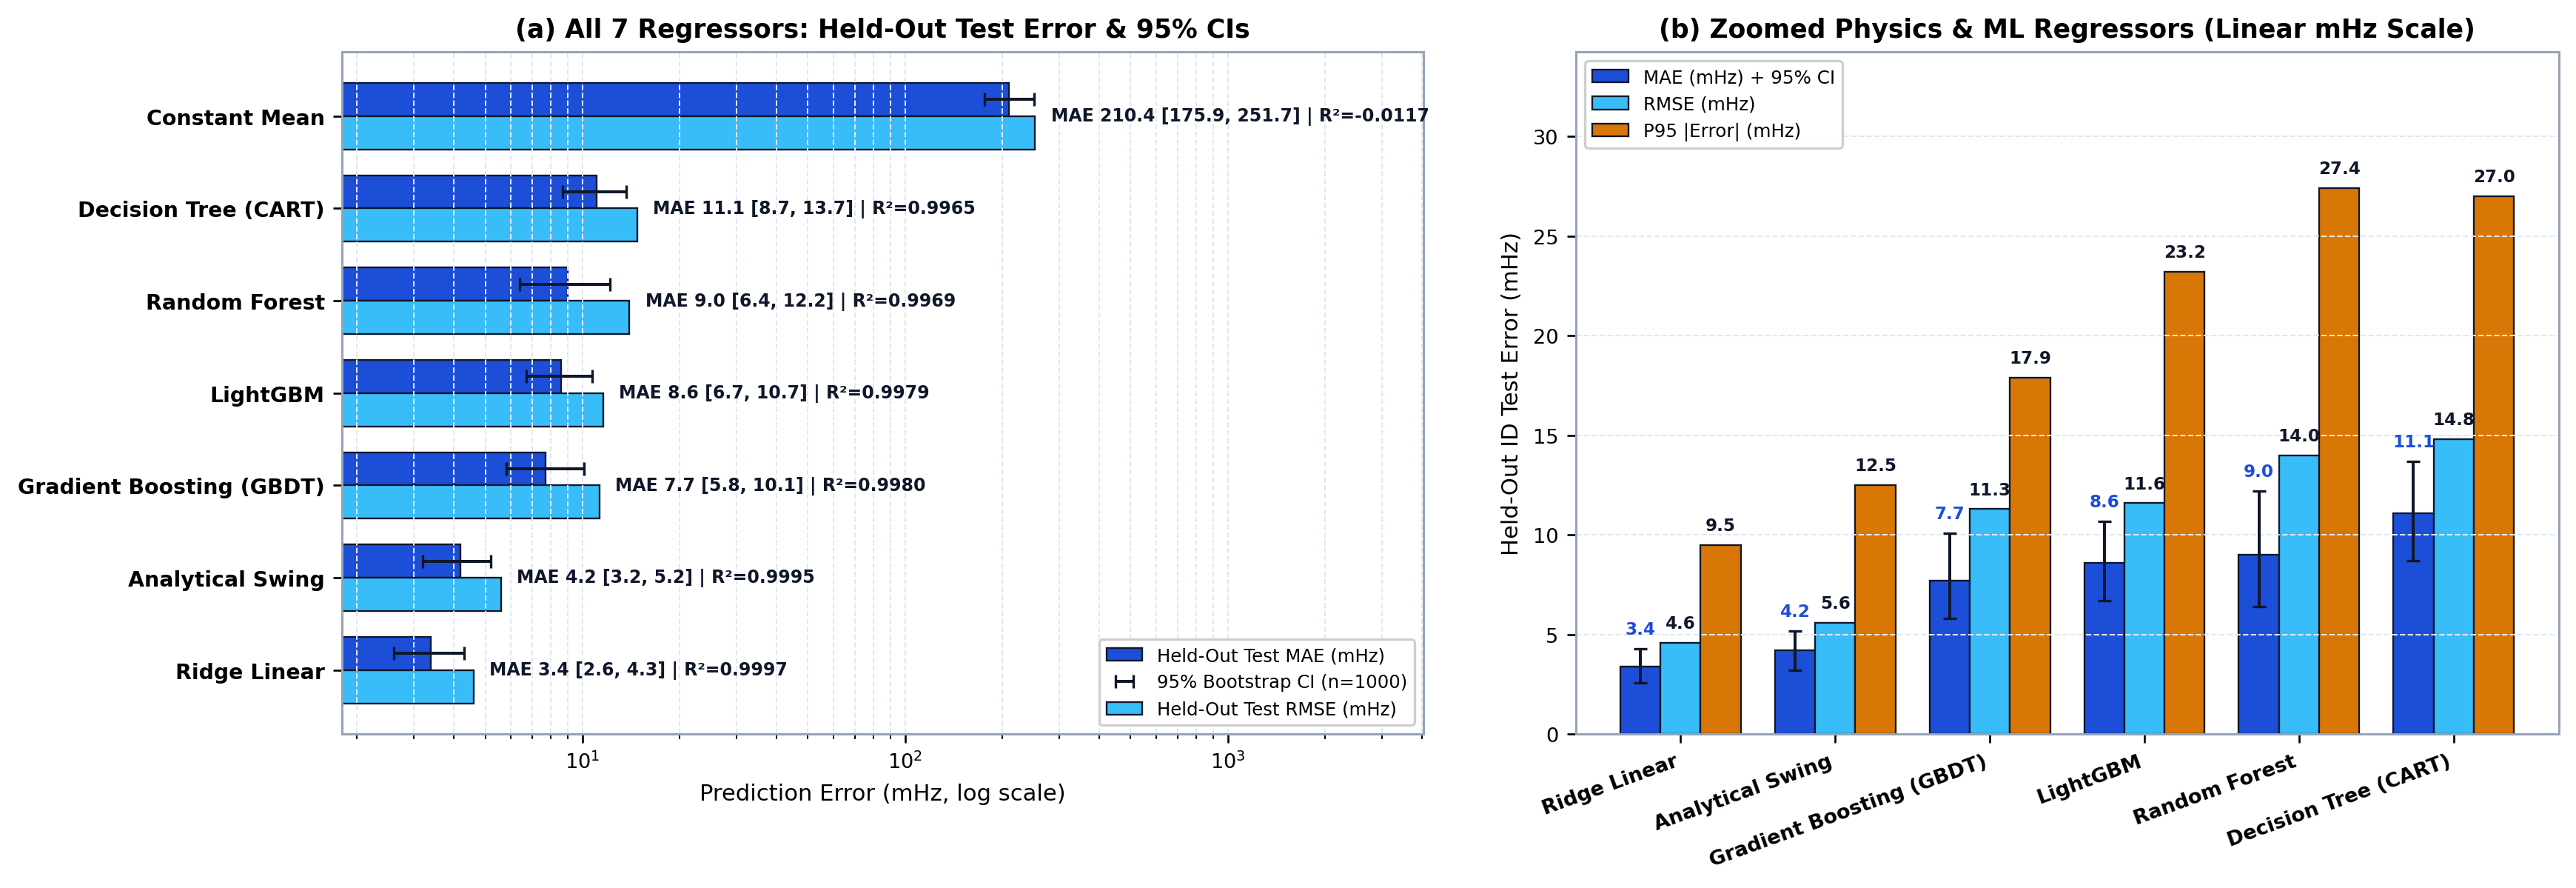 (a) All 7 Regressors: Held-Out Test Error & 95% CIs
Constant Mean
MAE 210.4 [175.9, 251.7] | R²=-0.0117
Decision Tree (CART)
MAE 11.1 [8.7, 13.7] | R²=0.9965
Random Forest
MAE 9.0 [6.4, 12.2] | R²=0.9969
LightGBM
MAE 8.6 [6.7, 10.7] | R²=0.9979
Gradient Boosting (GBDT)
MAE 7.7 [5.8, 10.1] | R²=0.9980
Analytical Swing
MAE 4.2 [3.2, 5.2] | R²=0.9995
Ridge Linear
MAE 3.4 [2.6, 4.3] | R²=0.9997
Held-Out Test MAE (mHz)
95% Bootstrap CI (n=1000)
Held-Out Test RMSE (mHz)
10¹ 10² 10³
Prediction Error (mHz, log scale)
(b) Zoomed Physics & ML Regressors (Linear mHz Scale)
MAE (mHz) + 95% CI
RMSE (mHz)
P95 |Error| (mHz)
Held-Out ID Test Error (mHz)
30
25
20
15
10
5
0
3.4 4.6 9.5
4.2 5.6 12.5
7.7 11.3 17.9
8.6 11.6 23.2
9.0 14.0 27.4
11.1 14.8 27.0
Ridge Linear
Analytical Swing
Gradient Boosting (GBDT)
LightGBM
Random Forest
Decision Tree (CART)